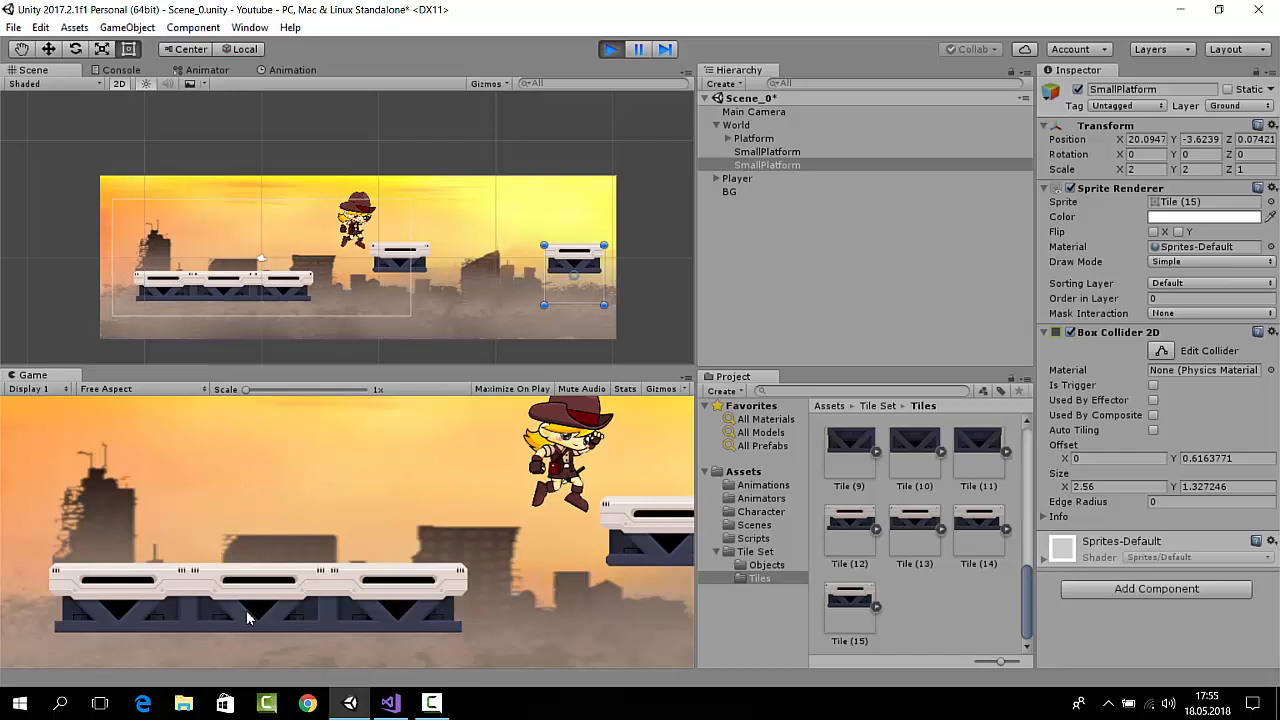 Unity 2017.2.1f1 Personal (64bit) - Scene_0.unity - Youtube - PC, Mac & Linux Standalone* <DX11>
File Edit Assets GameObject Component Window Help
Center Local Collab Account Layers Layout
Scene Console Animator Animation
Shaded 2D Gizmos All
Hierarchy
Create All
Scene_0*
Main Camera
World
Platform
SmallPlatform
SmallPlatform
Player
BG
Inspector
SmallPlatform Static
Tag Untagged Layer Ground
Transform
Position X 20.0947 Y -3.6239 Z 0.07421
Rotation X 0 Y 0 Z 0
Scale X 2 Y 2 Z 1
Sprite Renderer
Sprite Tile (15)
Color
Flip X Y
Material Sprites-Default
Draw Mode Simple
Sorting Layer Default
Order in Layer 0
Mask Interaction None
Box Collider 2D
Edit Collider
Material None (Physics Material
Is Trigger
Used By Effector
Used By Composite
Auto Tiling
Offset
X 0 Y 0.6163771
Size
X 2.56 Y 1.327246
Edge Radius 0
Info
Sprites-Default
Shader Sprites/Default
Add Component
Game
Display 1 Free Aspect Scale 1x Maximize On Play Mute Audio Stats Gizmos
Project
Create
Favorites
All Materials
All Models
All Prefabs
Assets
Animations
Animators
Character
Scenes
Scripts
Tile Set
Objects
Tiles
Assets Tile Set Tiles
Tile (9) Tile (10) Tile (11)
Tile (12) Tile (13) Tile (14)
Tile (15)
17:55
18.05.2018